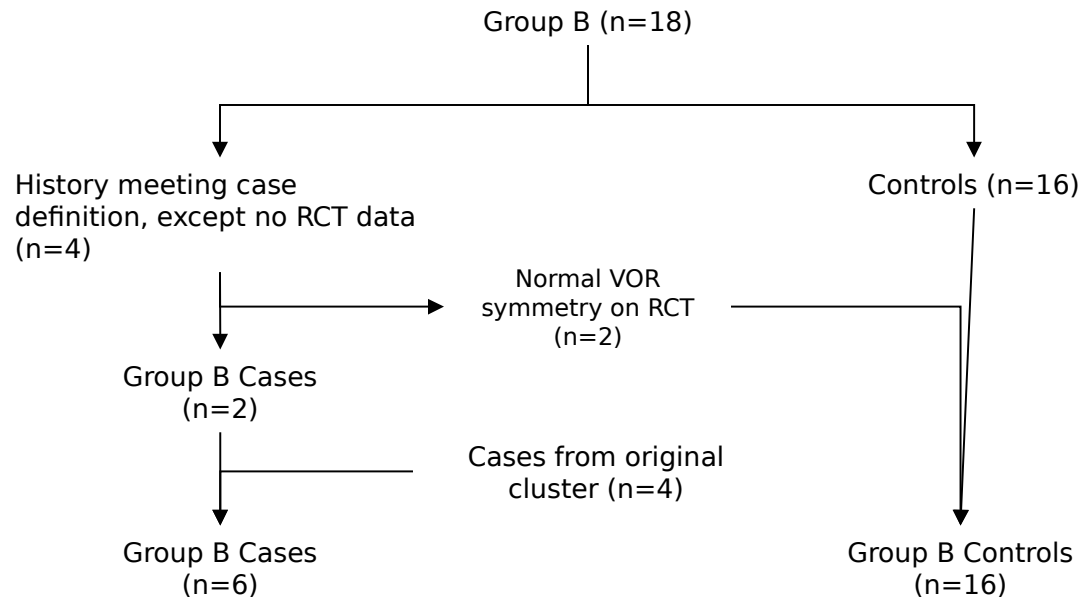 Group B (n=18)
History meeting case
definition, except no RCT data
(n=4)
Controls (n=16)
Normal VOR
symmetry on RCT
(n=2)
Group B Cases
(n=2)
Cases from original
cluster (n=4)
Group B Cases
(n=6)
Group B Controls
(n=16)